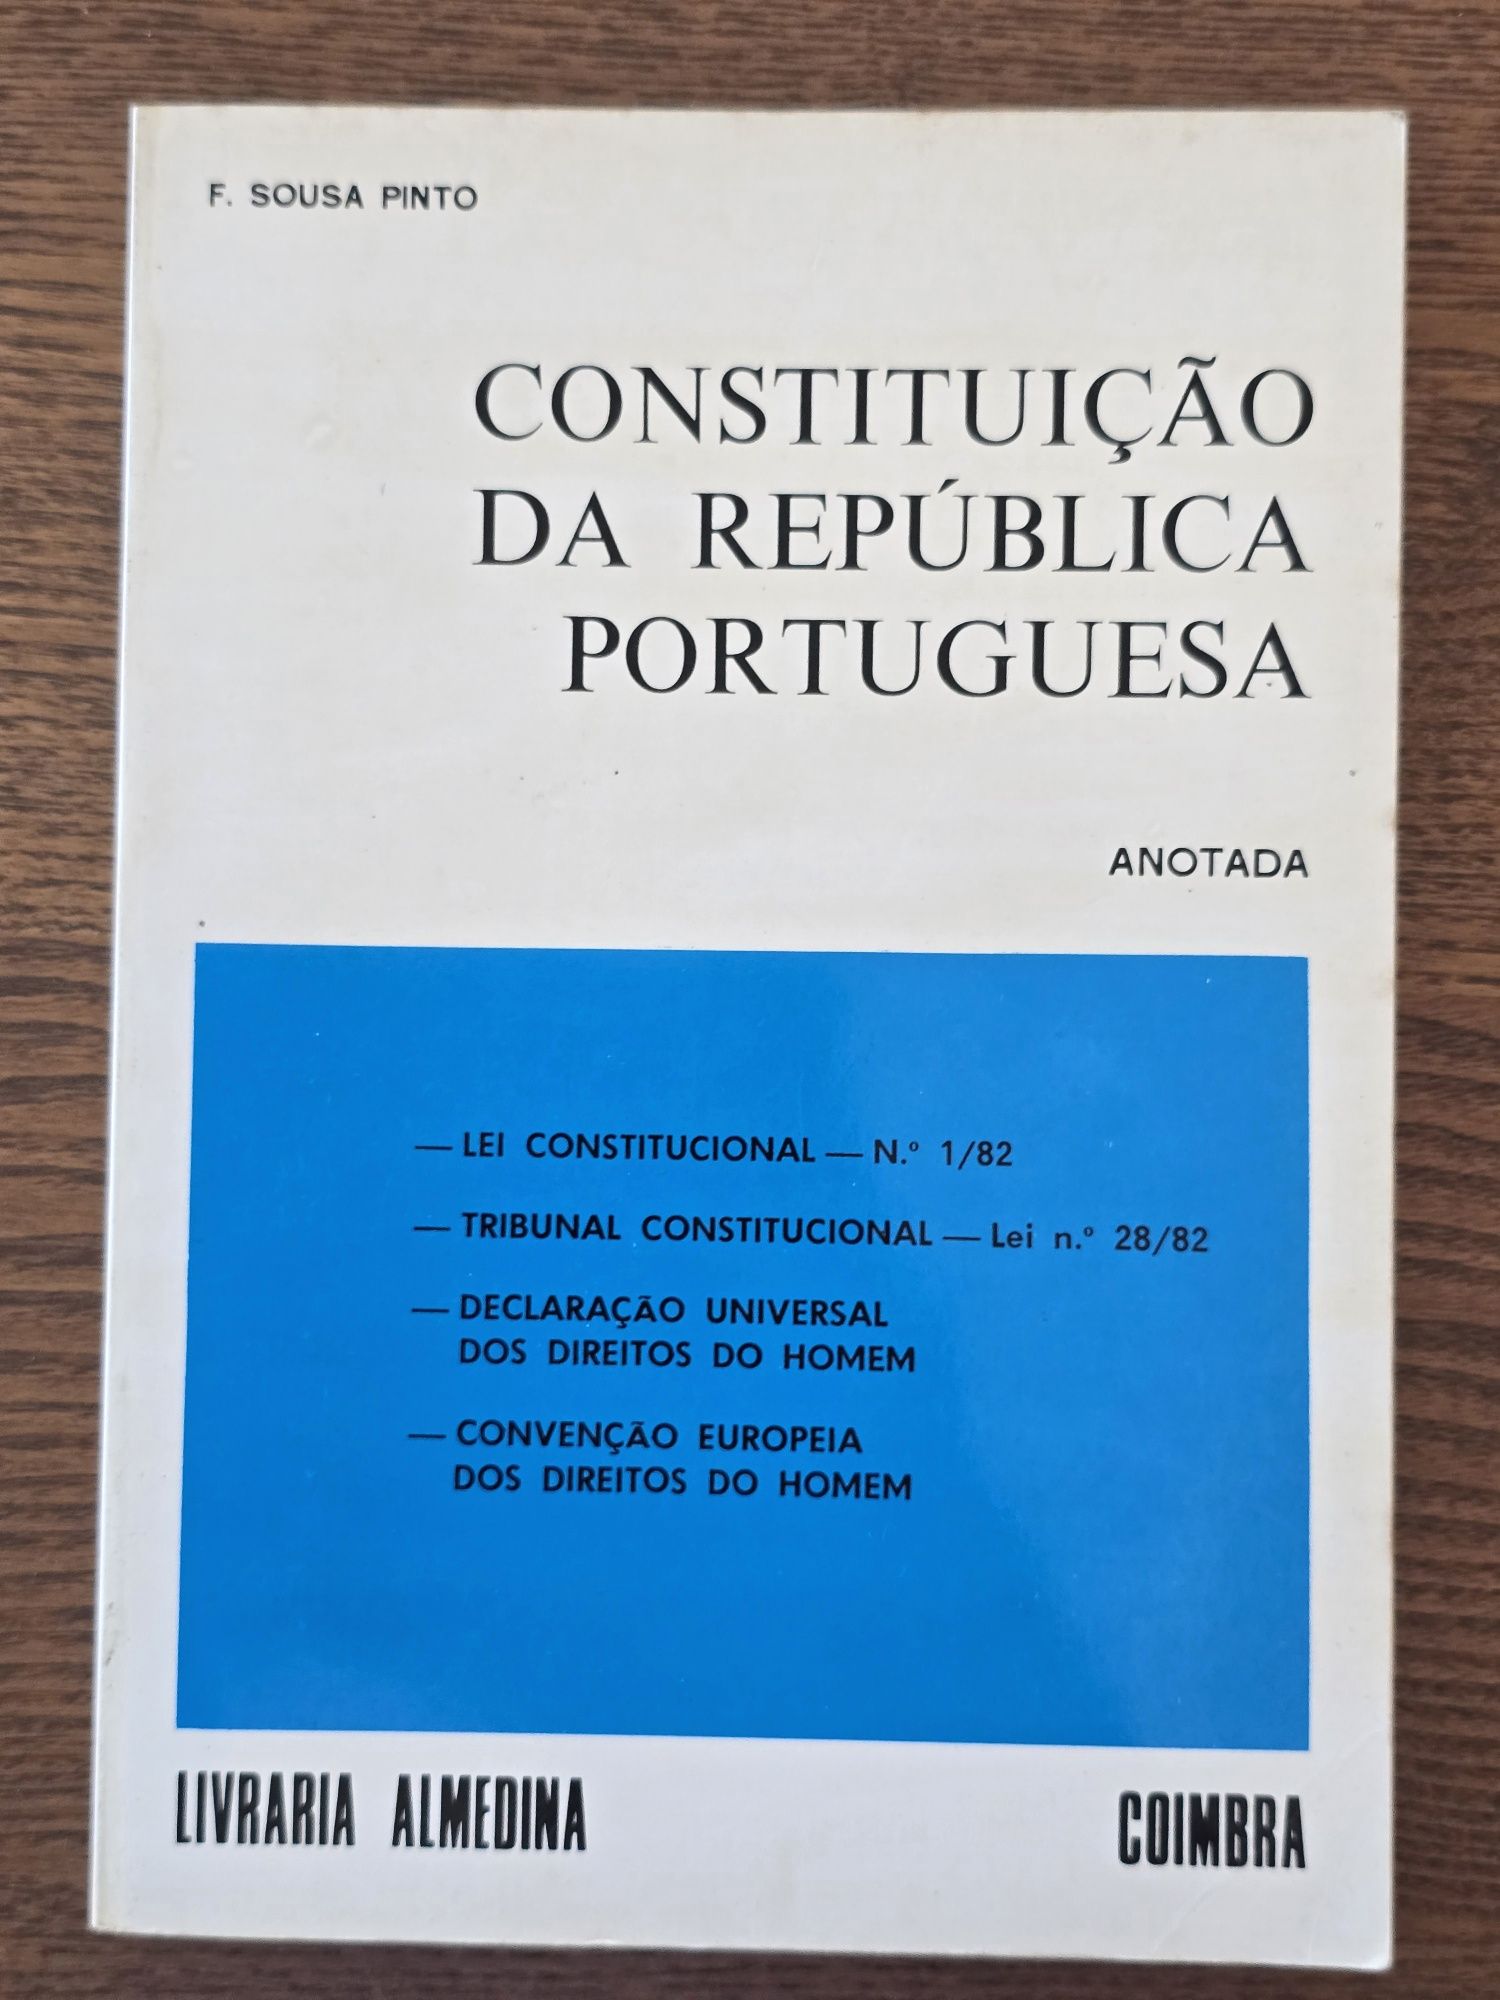 F. SOUSA PINTO
CONSTITUIÇÃO
DA REPÚBLICA
PORTUGUESA
ANOTADA
— LEI CONSTITUCIONAL — N.º 1/82
— TRIBUNAL CONSTITUCIONAL — Lei n.º 28/82
— DECLARAÇÃO UNIVERSAL
DOS DIREITOS DO HOMEM
— CONVENÇÃO EUROPEIA
DOS DIREITOS DO HOMEM
LIVRARIA ALMEDINA COIMBRA